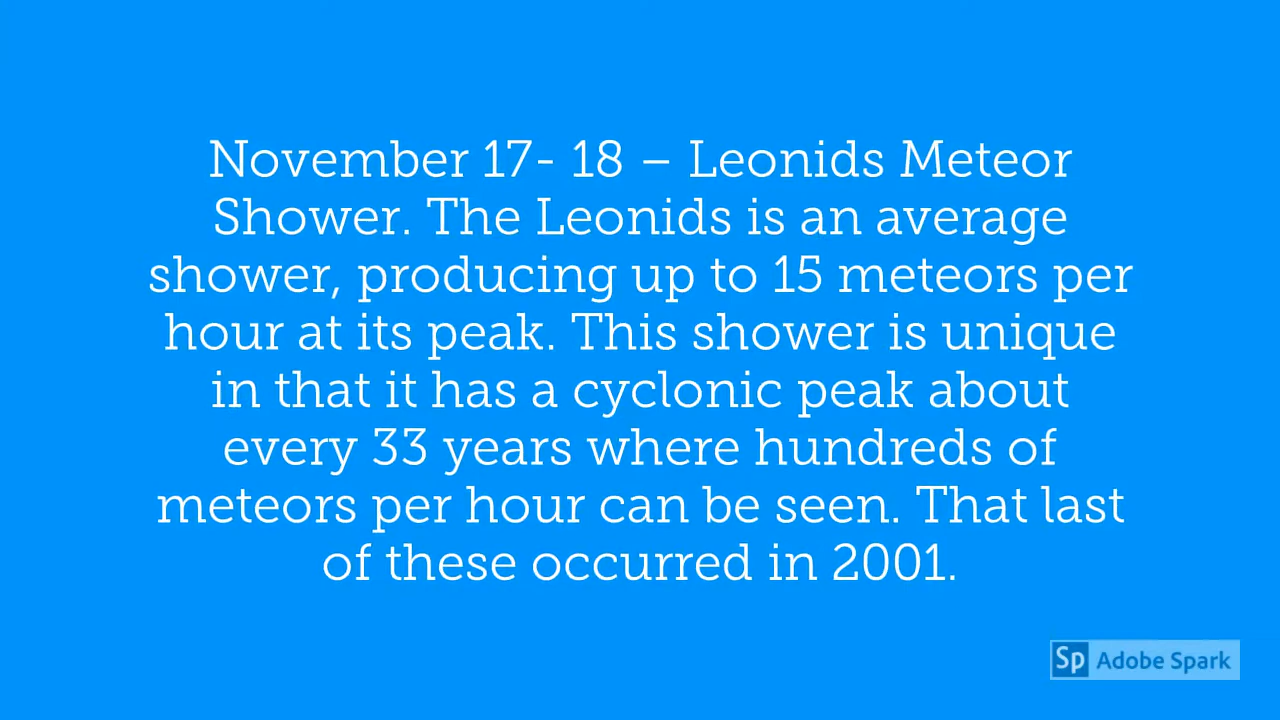 November 17- 18 – Leonids Meteor
Shower. The Leonids is an average
shower, producing up to 15 meteors per
hour at its peak. This shower is unique
in that it has a cyclonic peak about
every 33 years where hundreds of
meteors per hour can be seen. That last
of these occurred in 2001.
Sp Adobe Spark